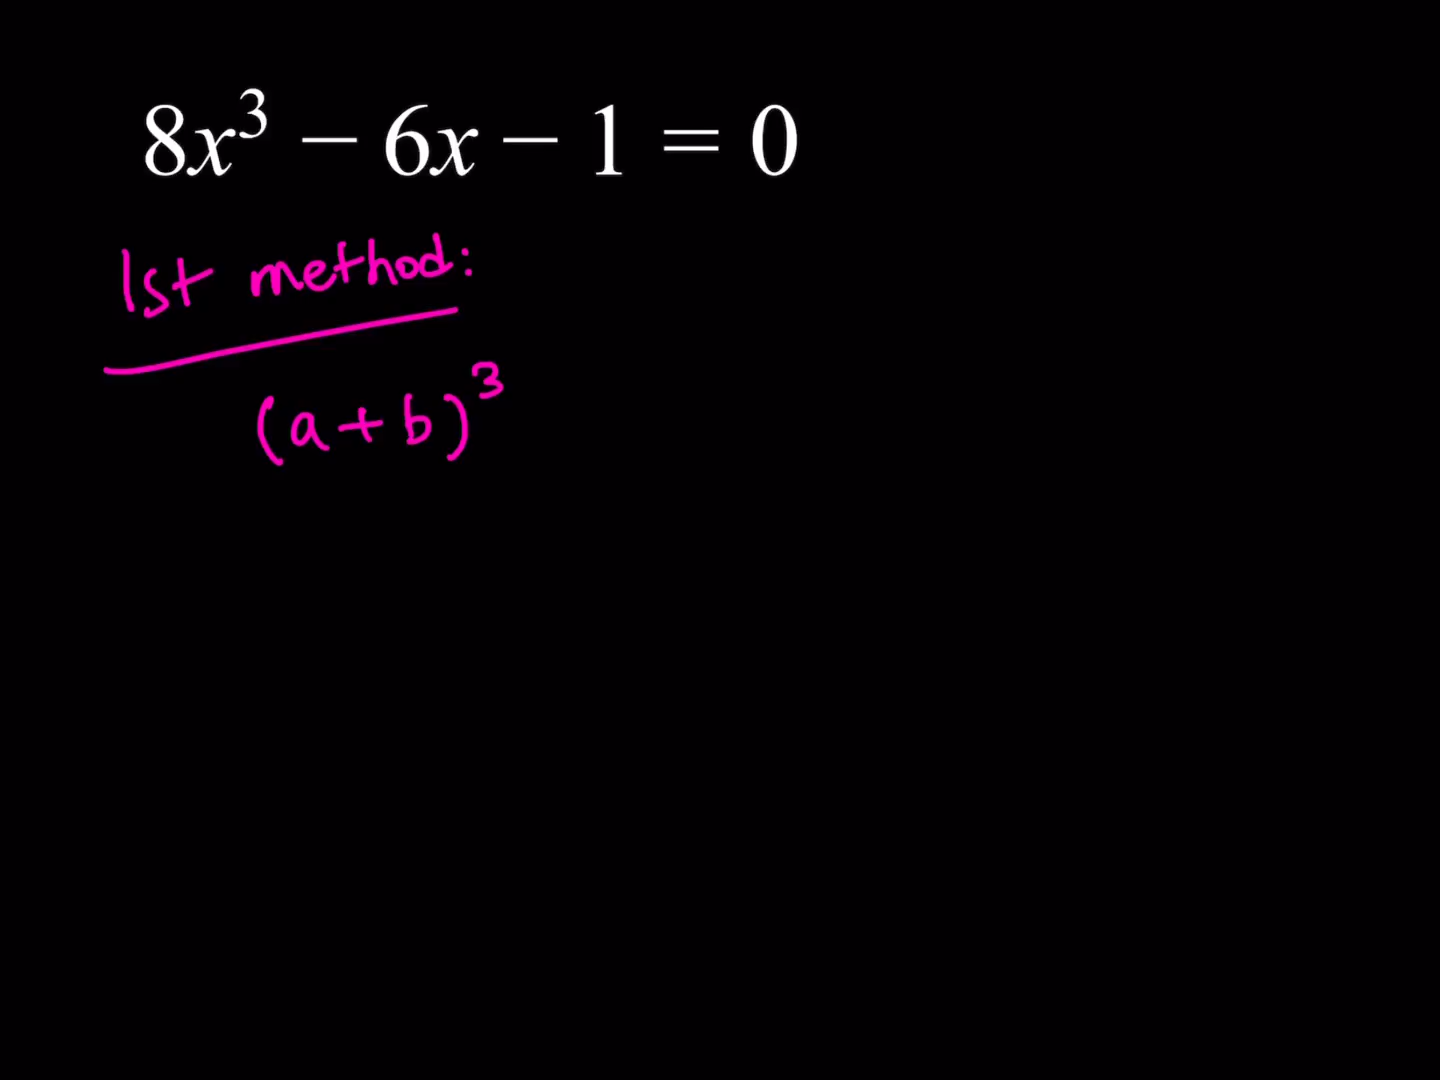 8x³ − 6x − 1 = 0
1st method:
(a+b)³